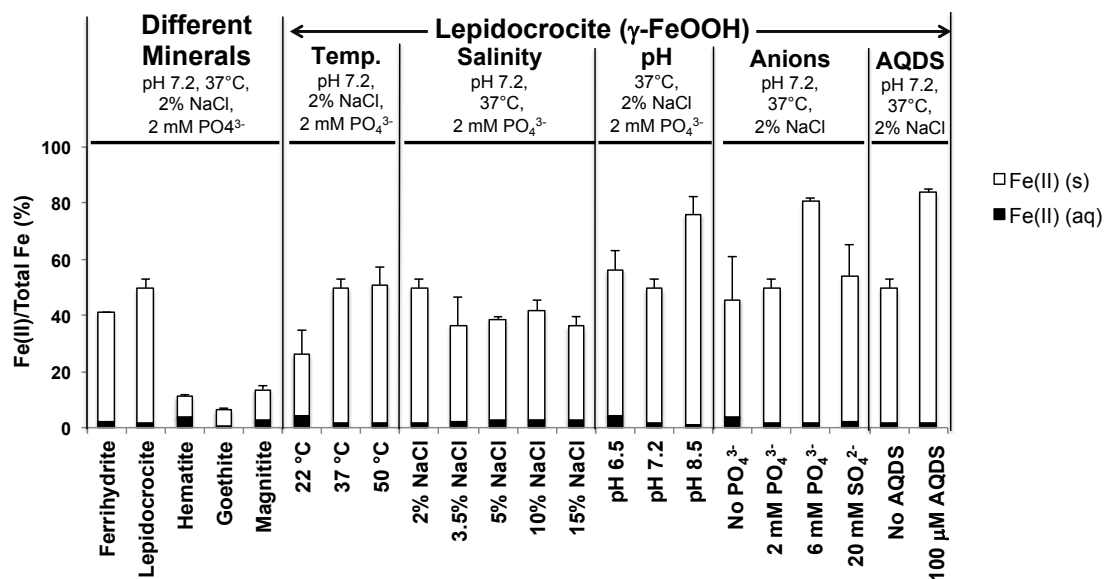 Different
Minerals
pH 7.2, 37°C,
2% NaCl,
2 mM PO4³⁻
Lepidocrocite (γ-FeOOH)
Temp.
pH 7.2,
2% NaCl,
2 mM PO₄³⁻
Salinity
pH 7.2,
37°C,
2 mM PO₄³⁻
pH
37°C,
2% NaCl
2 mM PO₄³⁻
Anions
pH 7.2,
37°C,
2% NaCl
AQDS
pH 7.2,
37°C,
2% NaCl
Fe(II)/Total Fe (%)
100
80
60
40
20
0
Ferrihydrite
Lepidocrocite
Hematite
Goethite
Magnitite
22 °C
37 °C
50 °C
2% NaCl
3.5% NaCl
5% NaCl
10% NaCl
15% NaCl
pH 6.5
pH 7.2
pH 8.5
No PO₄³⁻
2 mM PO₄³⁻
6 mM PO₄³⁻
20 mM SO₄²⁻
No AQDS
100 µM AQDS
Fe(II) (s)
Fe(II) (aq)